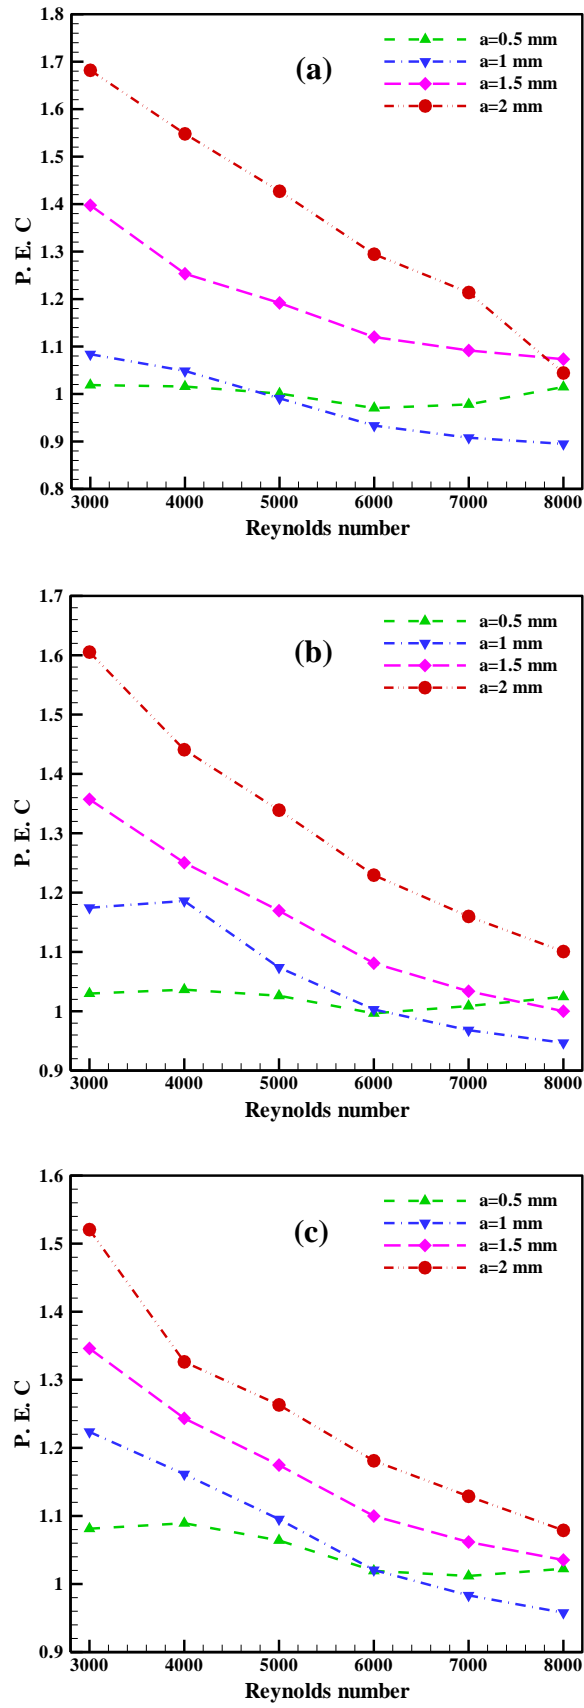 1.8
1.7
1.6
1.5
1.4
1.3
1.2
1.1
1
0.9
0.8
P. E. C
(a)
a=0.5 mm
a=1 mm
a=1.5 mm
a=2 mm
3000 4000 5000 6000 7000 8000
Reynolds number
1.7
1.6
1.5
1.4
1.3
1.2
1.1
1
0.9
P. E. C
(b)
a=0.5 mm
a=1 mm
a=1.5 mm
a=2 mm
3000 4000 5000 6000 7000 8000
Reynolds number
1.6
1.5
1.4
1.3
1.2
1.1
1
0.9
P. E. C
(c)
a=0.5 mm
a=1 mm
a=1.5 mm
a=2 mm
3000 4000 5000 6000 7000 8000
Reynolds number